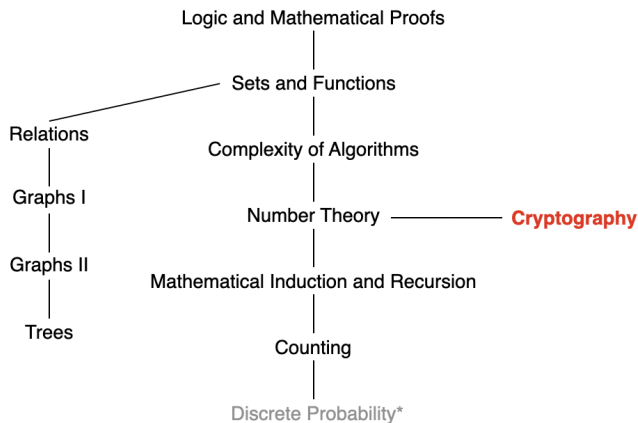 Logic and Mathematical Proofs
Sets and Functions
Relations
Complexity of Algorithms
Graphs I
Number Theory
Cryptography
Graphs II
Mathematical Induction and Recursion
Trees
Counting
Discrete Probability*